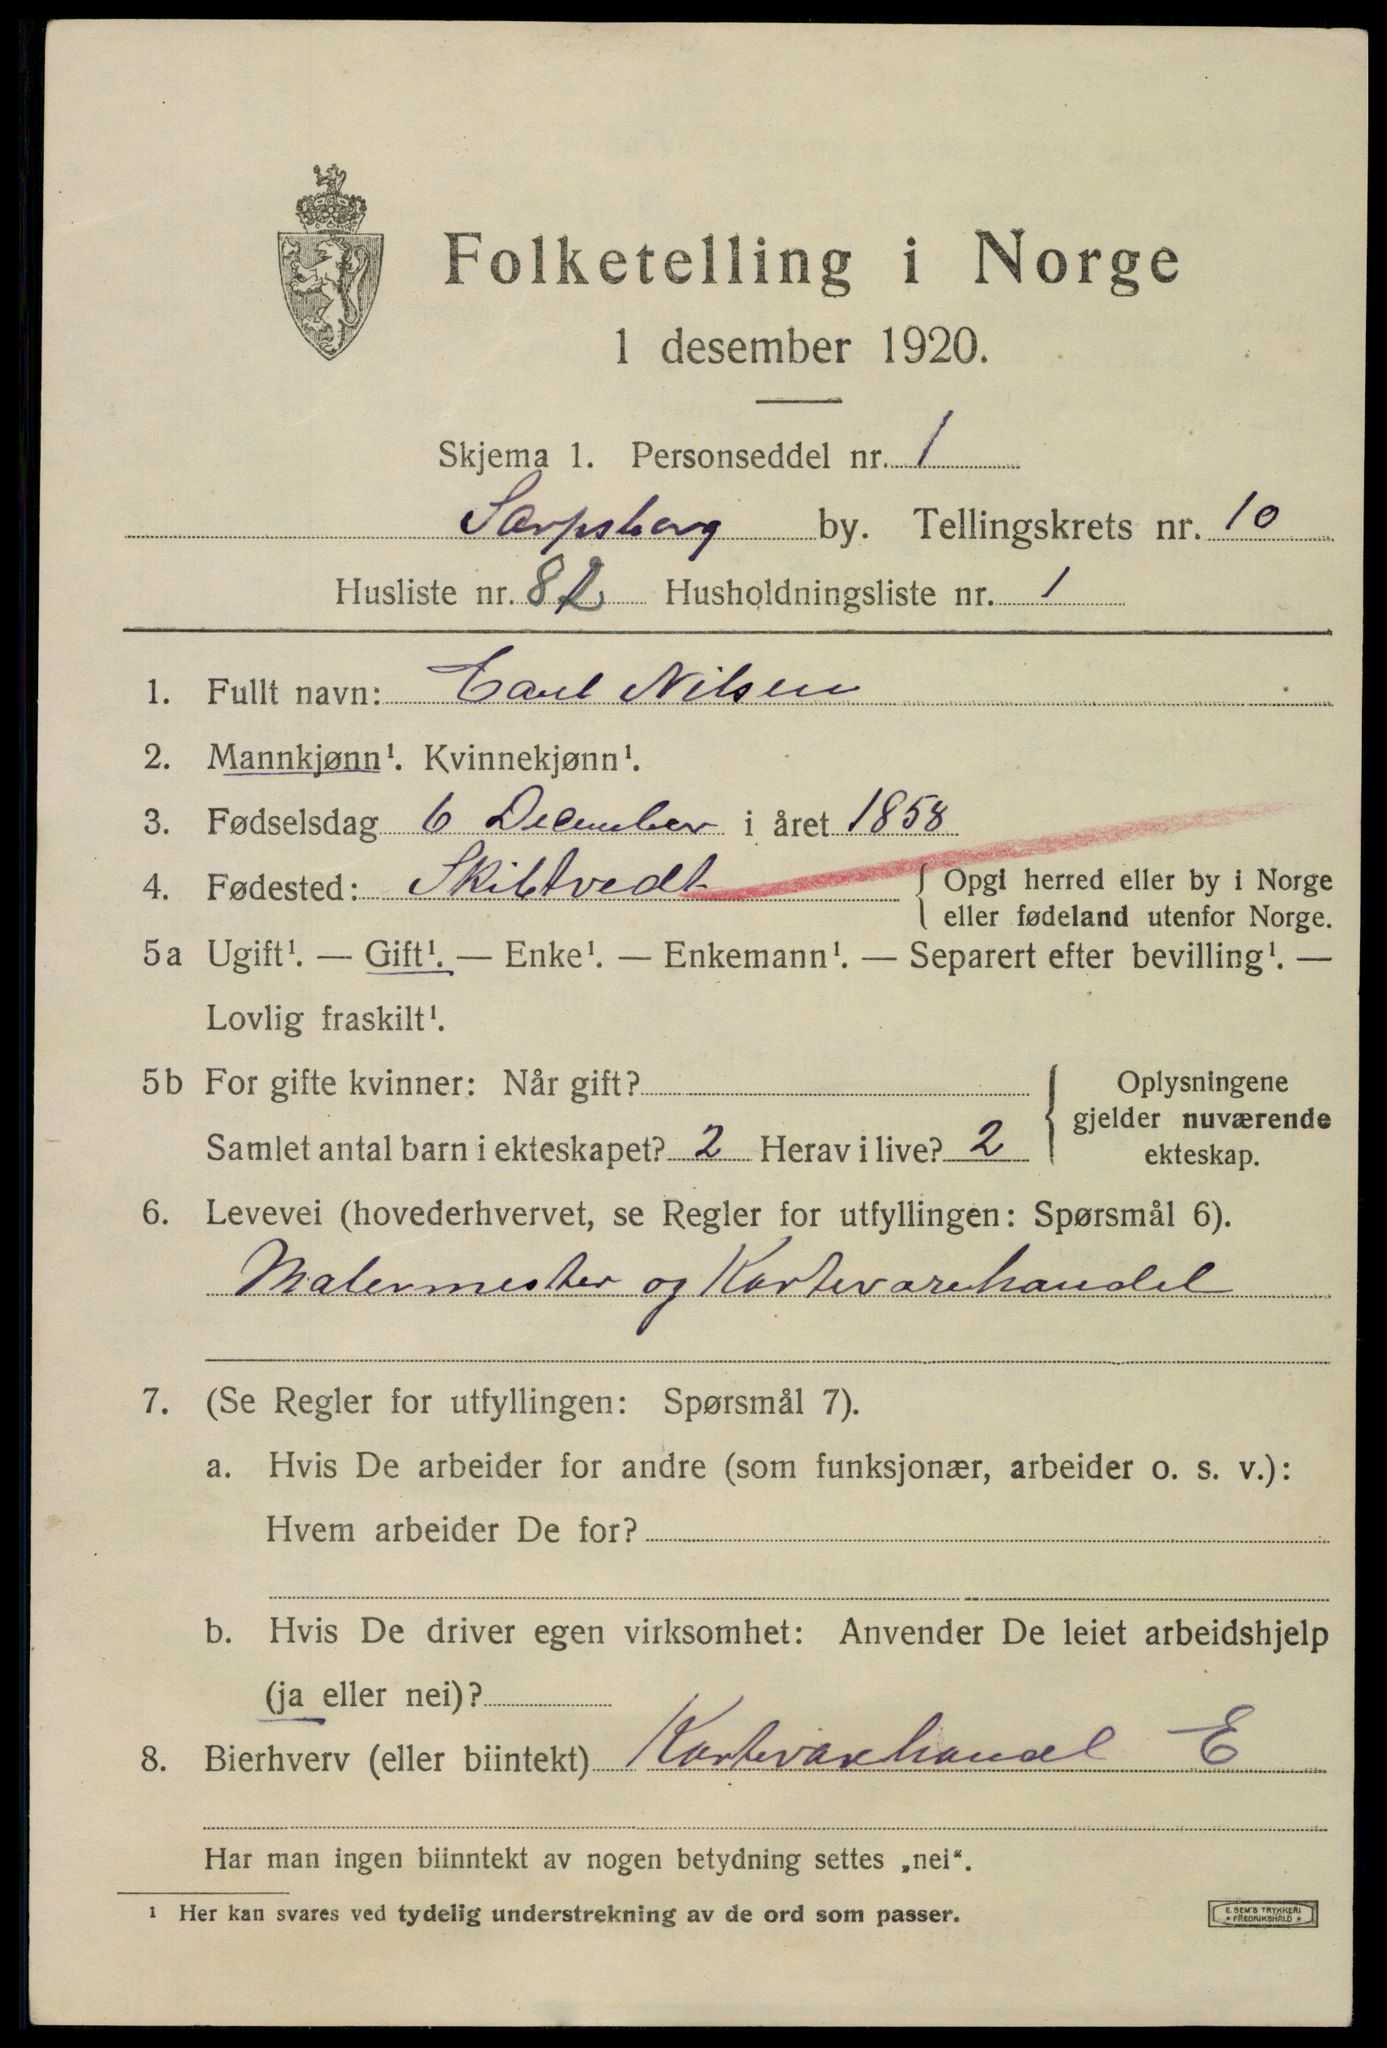 Folketelling i Norge
1 desember 1920.
Skjema 1. Personseddel nr. 1
Sarpsborg by. Tellingskrets nr. 10
Husliste nr. 82 Husholdningsliste nr. 1
1. Fullt navn: Carl Nilsen
2. Mannkjønn¹. Kvinnekjønn¹.
3. Fødselsdag 6 December i året 1858
4. Fødested: Skibtvedt { Opgi herred eller by i Norge
eller fødeland utenfor Norge.
5a Ugift¹. — Gift¹. — Enke¹. — Enkemann¹. — Separert efter bevilling¹. —
Lovlig fraskilt¹.
5b For gifte kvinner: Når gift?
Samlet antal barn i ekteskapet? 2 Herav i live? 2
{ Oplysningene
gjelder nuværende
ekteskap.
6. Levevei (hovederhvervet, se Regler for utfyllingen: Spørsmål 6).
Malermester og Kortevarehandel
7. (Se Regler for utfyllingen: Spørsmål 7).
a. Hvis De arbeider for andre (som funksjonær, arbeider o. s. v.):
Hvem arbeider De for?
b. Hvis De driver egen virksomhet: Anvender De leiet arbeidshjelp
(ja eller nei)?
8. Bierhverv (eller biintekt) Kortevarehandel E
Har man ingen biinntekt av nogen betydning settes „nei“.
¹ Her kan svares ved tydelig understrekning av de ord som passer.
E. SEM'S TRYKKERI
* FREDRIKSHALD *